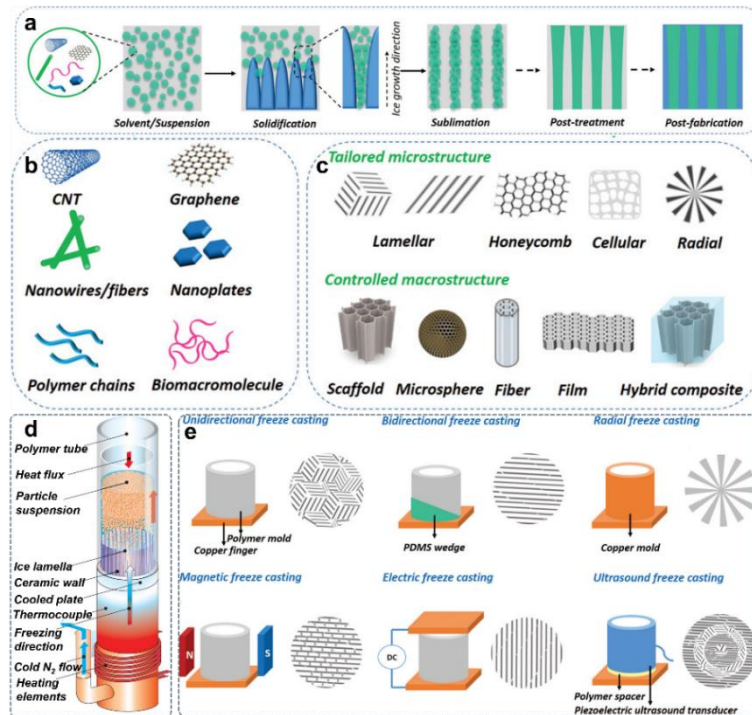 a
Ice growth direction
Solvent/Suspension
Solidification
Sublimation
Post-treatment
Post-fabrication
b
CNT
Graphene
Nanowires/fibers
Nanoplates
Polymer chains
Biomacromolecule
c
Tailored microstructure
Lamellar
Honeycomb
Cellular
Radial
Controlled macrostructure
Scaffold
Microsphere
Fiber
Film
Hybrid composite
d
Polymer tube
Heat flux
Particle
suspension
Ice lamella
Ceramic wall
Cooled plate
Thermocouple
Freezing
direction
Cold N2 flow
Heating
elements
e
Unidirectional freeze casting
Bidirectional freeze casting
Radial freeze casting
Polymer mold
Copper finger
PDMS wedge
Copper mold
Magnetic freeze casting
Electric freeze casting
Ultrasound freeze casting
N
S
DC
Polymer spacer
Piezoelectric ultrasound transducer